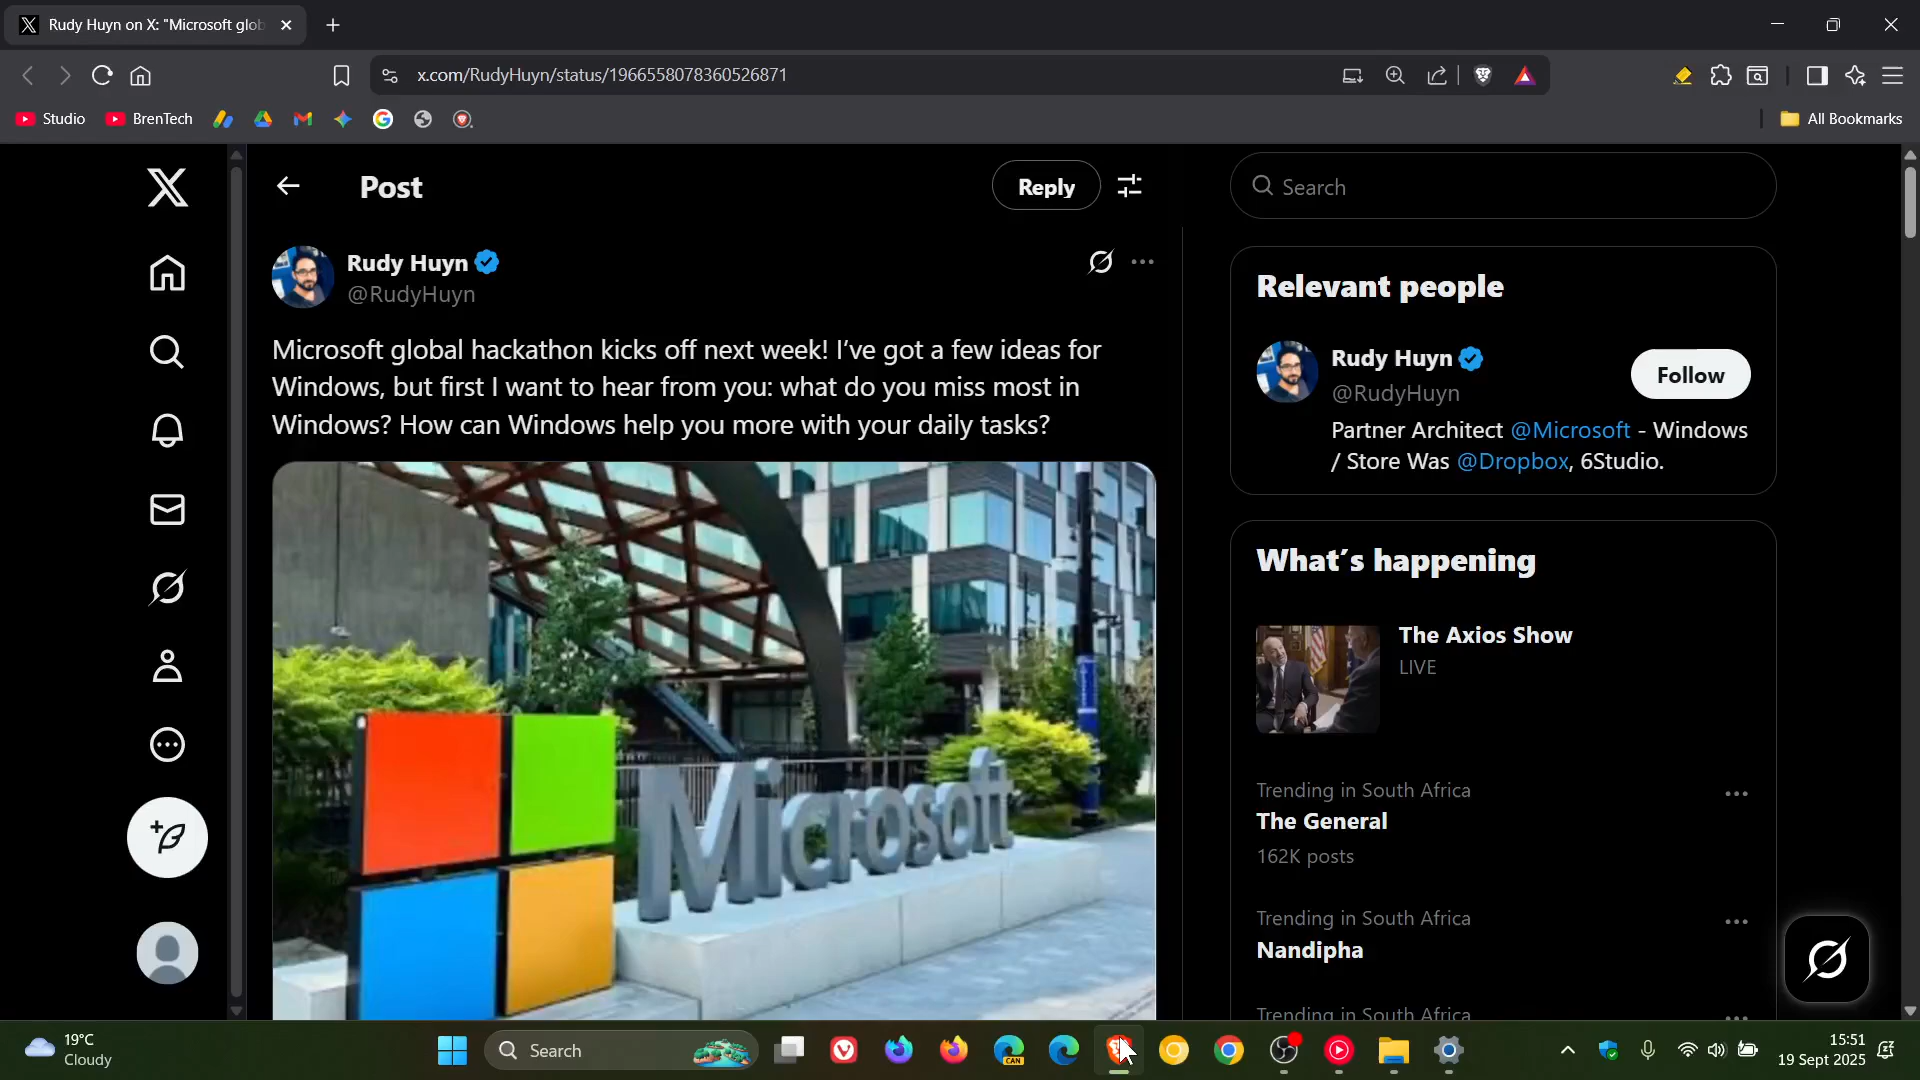 Rudy Huyn on X: "Microsoft glob
x.com/RudyHuyn/status/1966558078360526871
Studio
BrenTech
All Bookmarks
Post
Reply
Search
Rudy Huyn
@RudyHuyn
Microsoft global hackathon kicks off next week! I've got a few ideas for
Windows, but first I want to hear from you: what do you miss most in
Windows? How can Windows help you more with your daily tasks?
Microsoft
Relevant people
Rudy Huyn
@RudyHuyn
Follow
Partner Architect @Microsoft - Windows
/ Store Was @Dropbox, 6Studio.
What's happening
The Axios Show
LIVE
Trending in South Africa
The General
162K posts
Trending in South Africa
Nandipha
Trending in South Africa
19°C
Cloudy
Search
CAN
15:51
19 Sept 2025